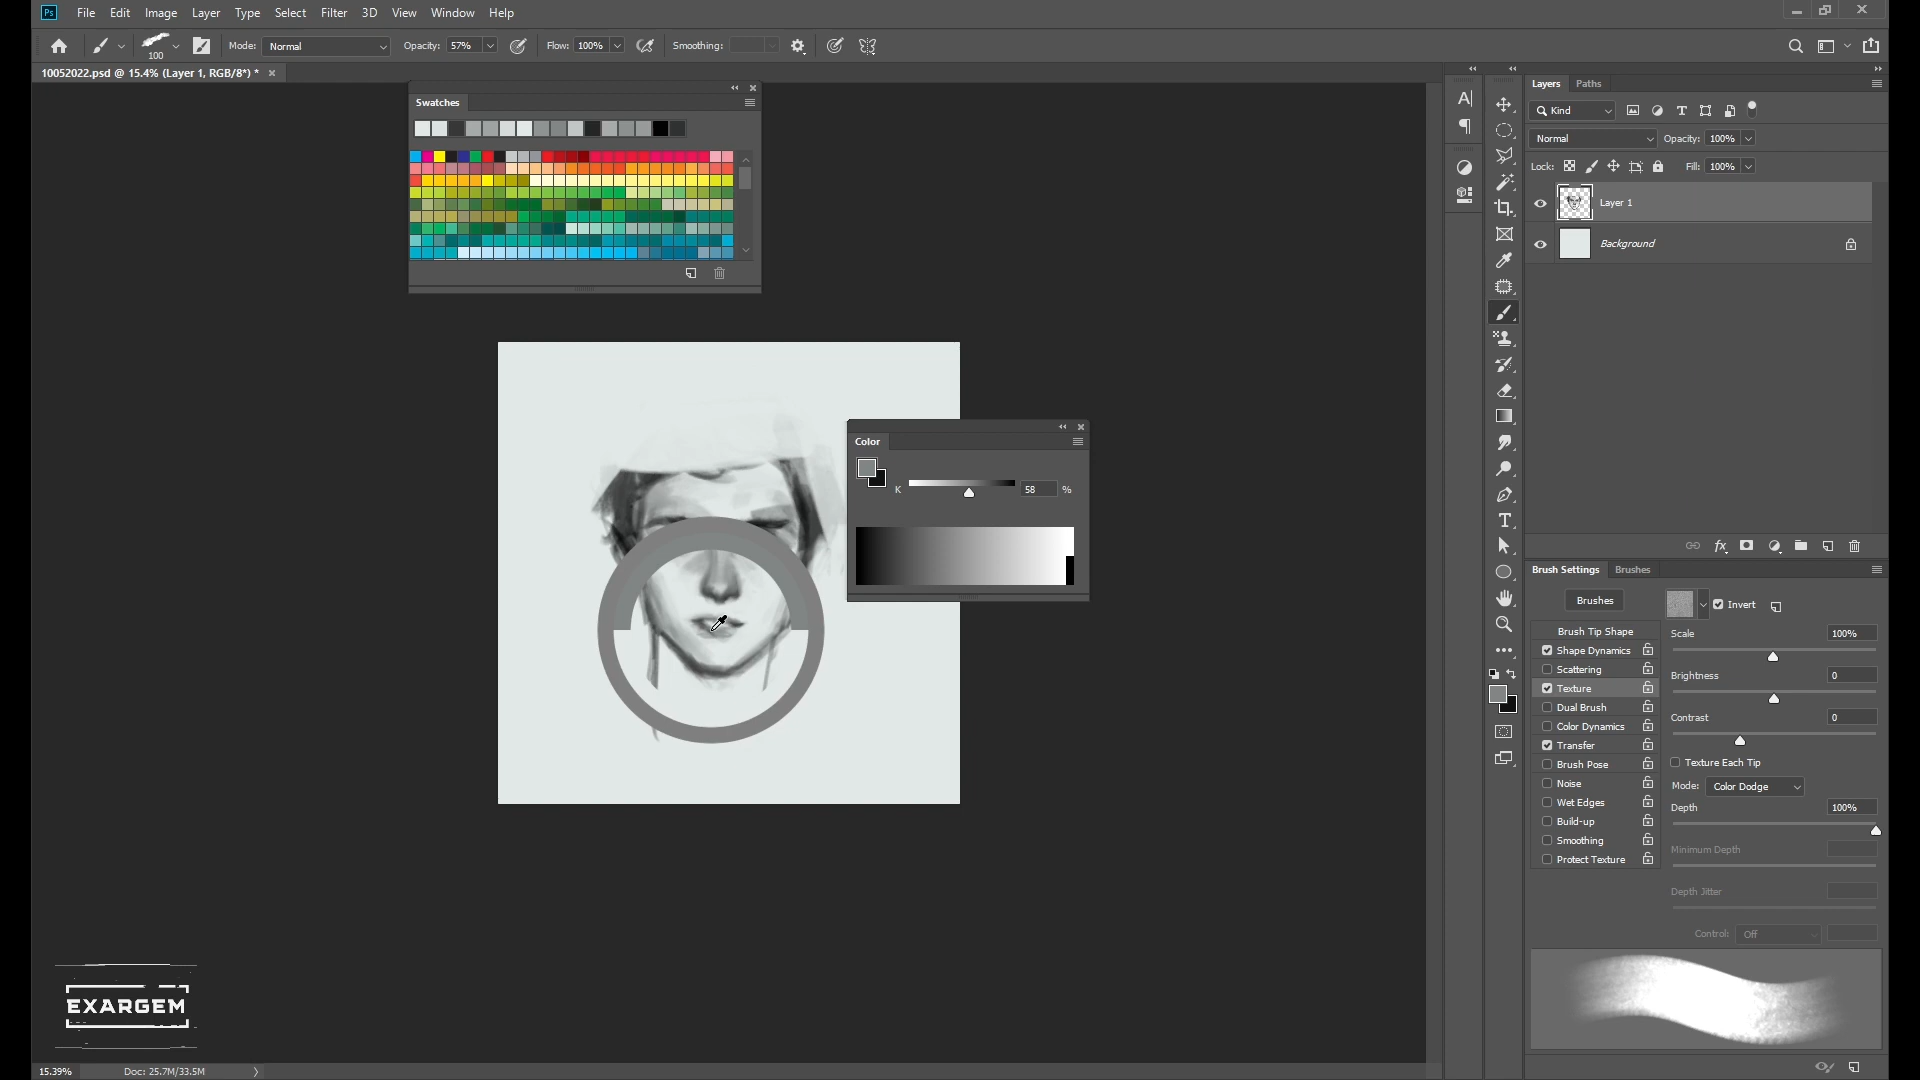 Ps File Edit Image Layer Type Select Filter 3D View Window Help
100 Mode: Normal Opacity: 57% Flow: 100% Smoothing:
10052022.psd @ 15.4% (Layer 1, RGB/8*) *
Swatches
Color
K 58 %
EXARGEM
15.39% Doc: 25.7M/33.5M
Layers Paths
Kind
Normal Opacity: 100%
Lock: Fill: 100%
Layer 1
Background
fx
Brush Settings Brushes
Brushes Invert
Brush Tip Shape
Shape Dynamics
Scattering
Texture
Dual Brush
Color Dynamics
Transfer
Brush Pose
Noise
Wet Edges
Build-up
Smoothing
Protect Texture
Scale 100%
Brightness 0
Contrast 0
Texture Each Tip
Mode: Color Dodge
Depth 100%
Minimum Depth
Depth Jitter
Control: Off